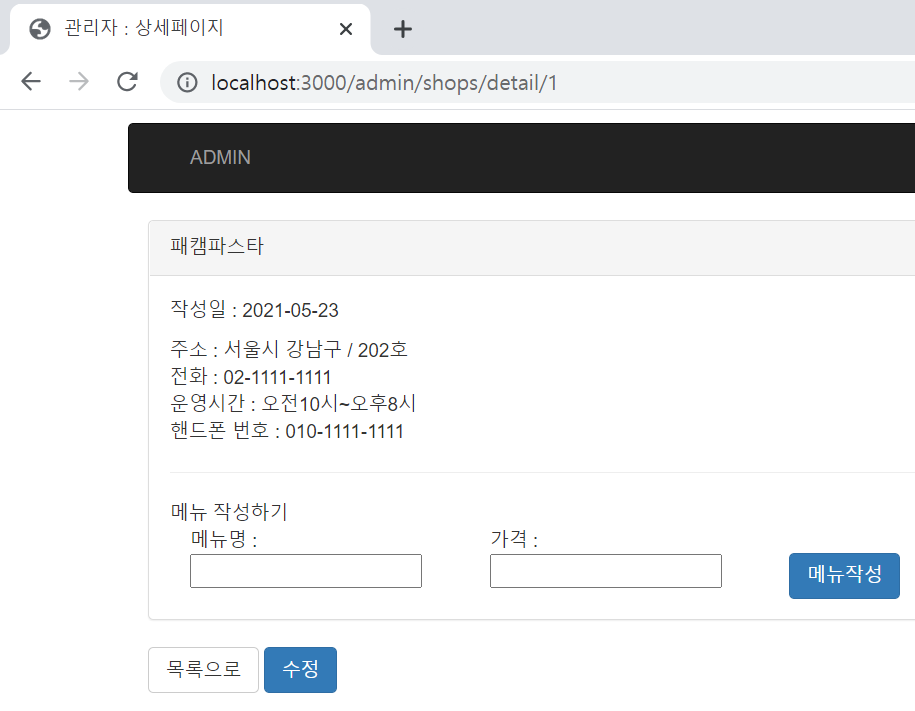 관리자 : 상세페이지
localhost:3000/admin/shops/detail/1
ADMIN
패캠파스타
작성일 : 2021-05-23
주소 : 서울시 강남구 / 202호
전화 : 02-1111-1111
운영시간 : 오전10시~오후8시
핸드폰 번호 : 010-1111-1111
메뉴 작성하기
메뉴명 : 가격 :
메뉴작성
목록으로 수정